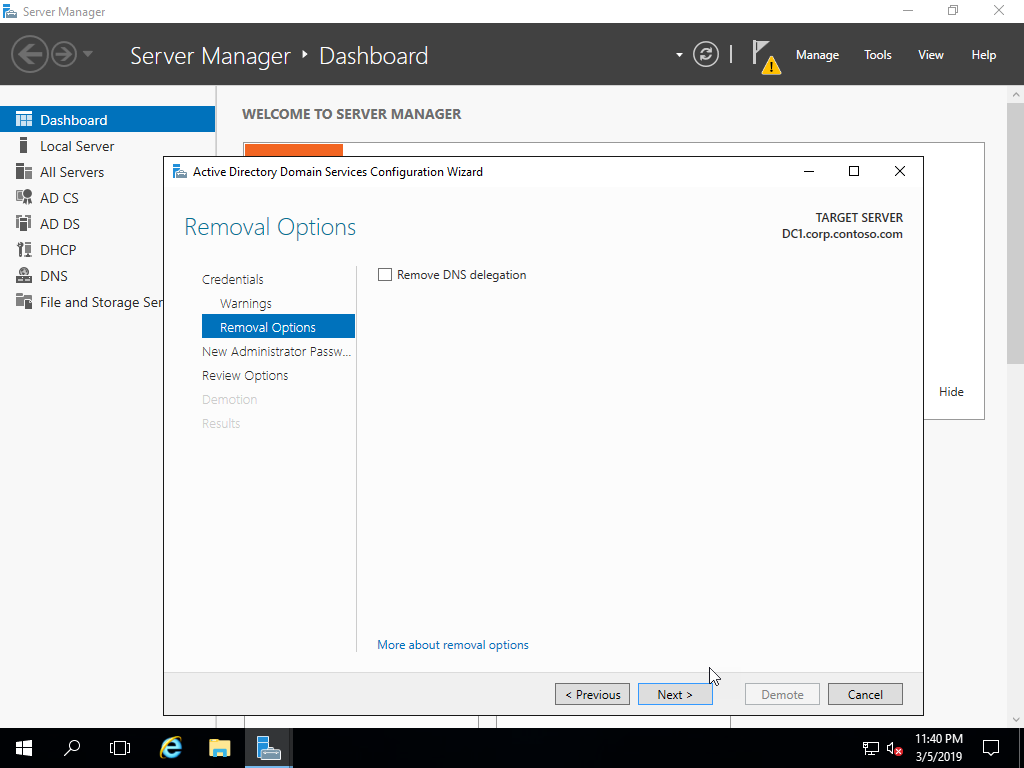 Server Manager
Server Manager ‣ Dashboard
Manage
Tools
View
Help
Dashboard
Local Server
All Servers
AD CS
AD DS
DHCP
DNS
File and Storage Ser
WELCOME TO SERVER MANAGER
Hide
Active Directory Domain Services Configuration Wizard
Removal Options
TARGET SERVER
DC1.corp.contoso.com
Credentials
Warnings
Removal Options
New Administrator Passw...
Review Options
Demotion
Results
Remove DNS delegation
More about removal options
< Previous
Next >
Demote
Cancel
11:40 PM
3/5/2019